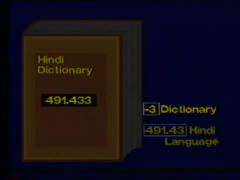 Hindi
Dictionary
491.433
-3 Dictionary
491.43 Hindi
Language